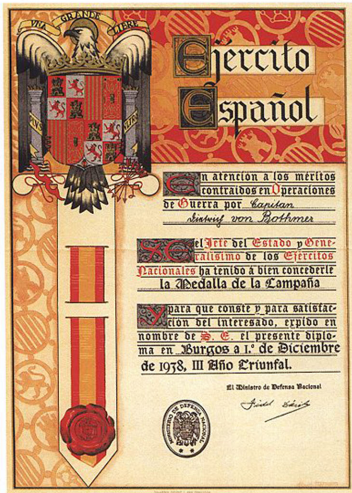 UNA GRANDE LIBRE
Ejército
Español
En atencion a los méritos
contraidos en Operaciones
de Guerra por Capitan
Dietrich von Bothmer
S.E. el Jefe del Estado y Gene-
ralísimo de los Ejércitos
Nacionales ha tenido á bien concederle
la Medalla de la Campaña
Y para que conste y para satisfac-
ción del interesado, expido en
nombre de S. E. el presente diplo-
ma en Burgos a 1.º de Diciembre
de 1938, III Año Triunfal.
El Ministro de Defensa Nacional
MINISTERIO DE DEFENSA NACIONAL